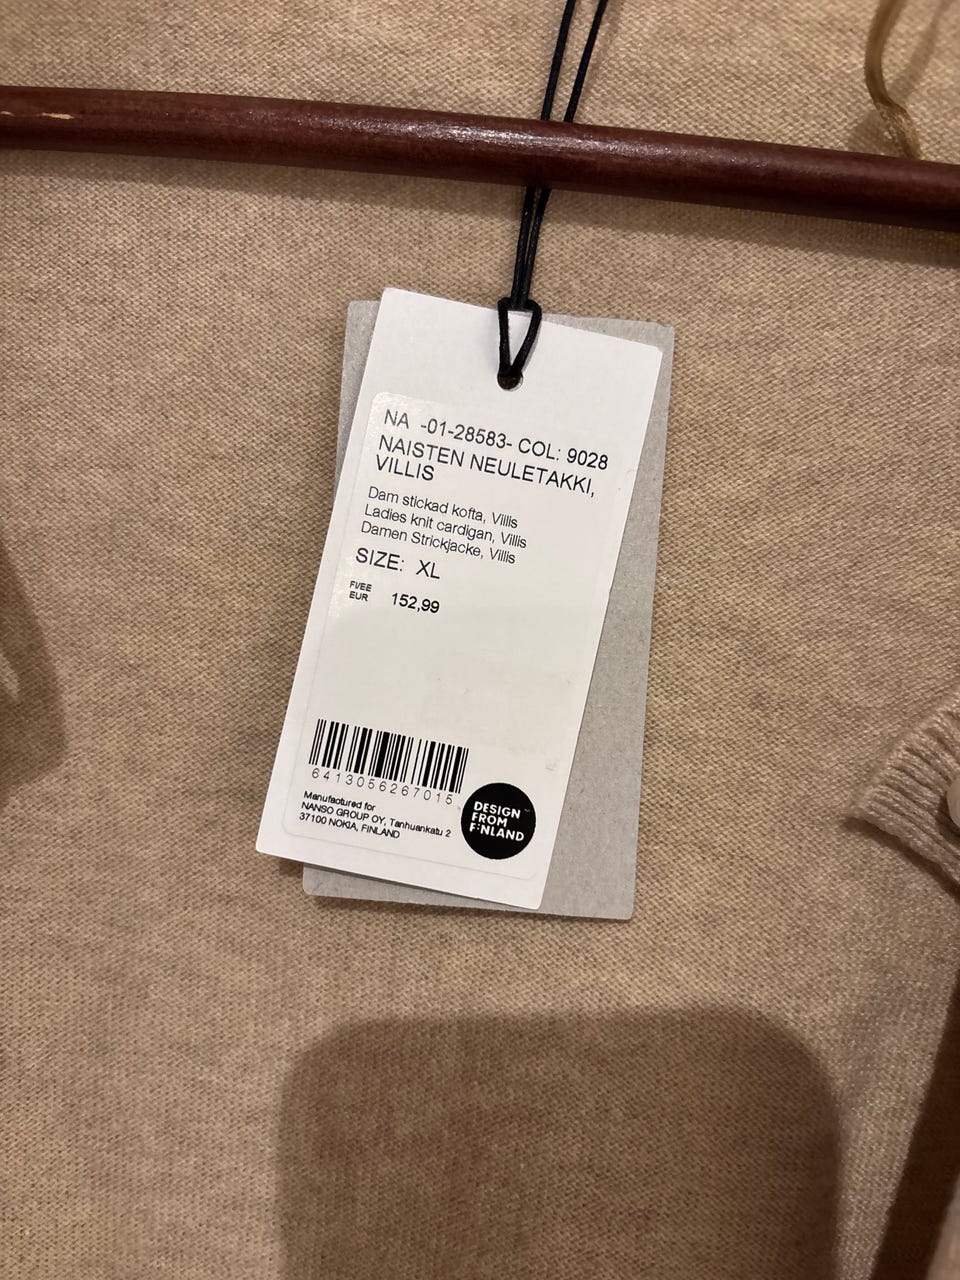 NA -01-28583- COL: 9028
NAISTEN NEULETAKKI,
VILLIS
Dam stickad kofta, Villis
Ladies knit cardigan, Villis
Damen Strickjacke, Villis
SIZE: XL
FI/EE
EUR 152,99
6413056267015
Manufactured for
NANSO GROUP OY, Tanhuankatu 2
37100 NOKIA, FINLAND
DESIGN
FROM
FINLAND